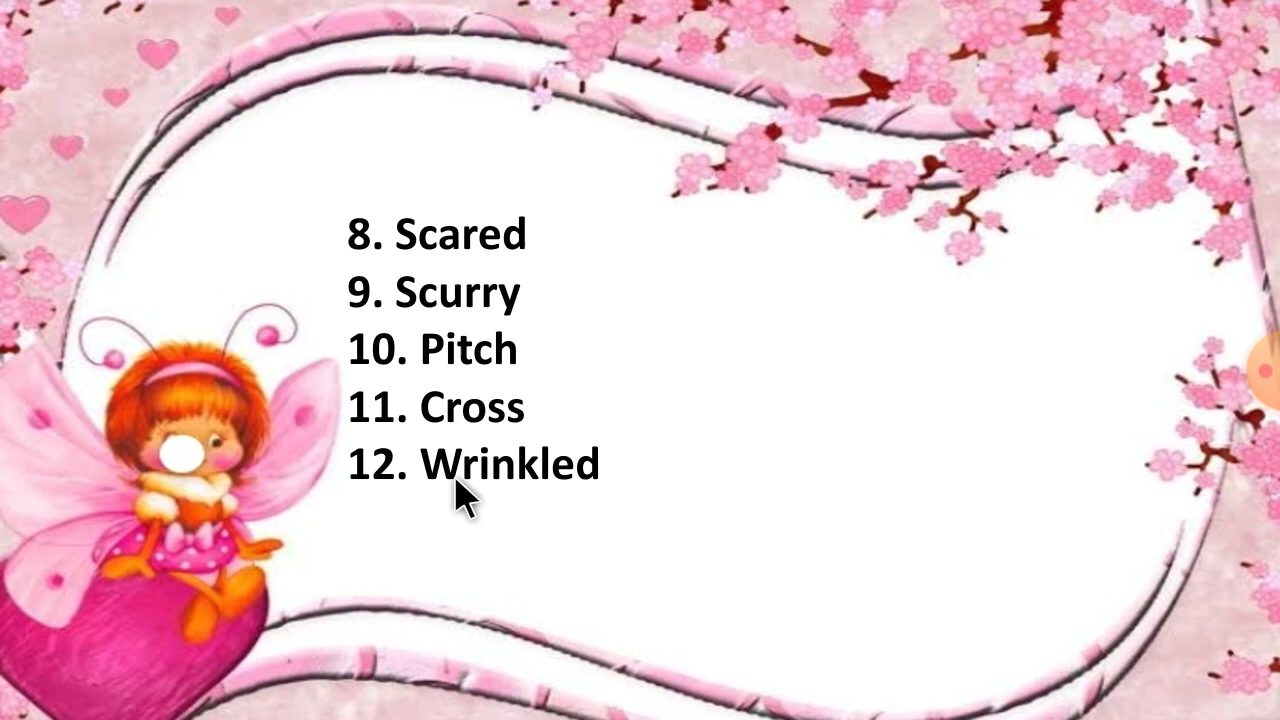 8. Scared
9. Scurry
10. Pitch
11. Cross
12. Wrinkled